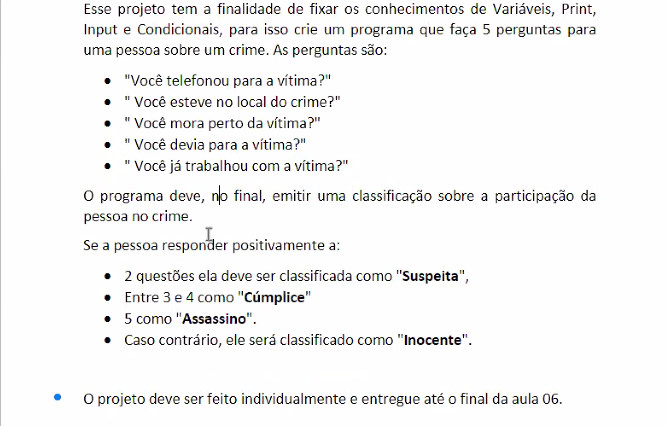 Esse projeto tem a finalidade de fixar os conhecimentos de Variáveis, Print,
Input e Condicionais, para isso crie um programa que faça 5 perguntas para
uma pessoa sobre um crime. As perguntas são:
• "Você telefonou para a vítima?"
• " Você esteve no local do crime?"
• " Você mora perto da vítima?"
• " Você devia para a vítima?"
• " Você já trabalhou com a vítima?"
O programa deve, no final, emitir uma classificação sobre a participação da
pessoa no crime.
Se a pessoa responder positivamente a:
• 2 questões ela deve ser classificada como "Suspeita",
• Entre 3 e 4 como "Cúmplice"
• 5 como "Assassino".
• Caso contrário, ele será classificado como "Inocente".
• O projeto deve ser feito individualmente e entregue até o final da aula 06.